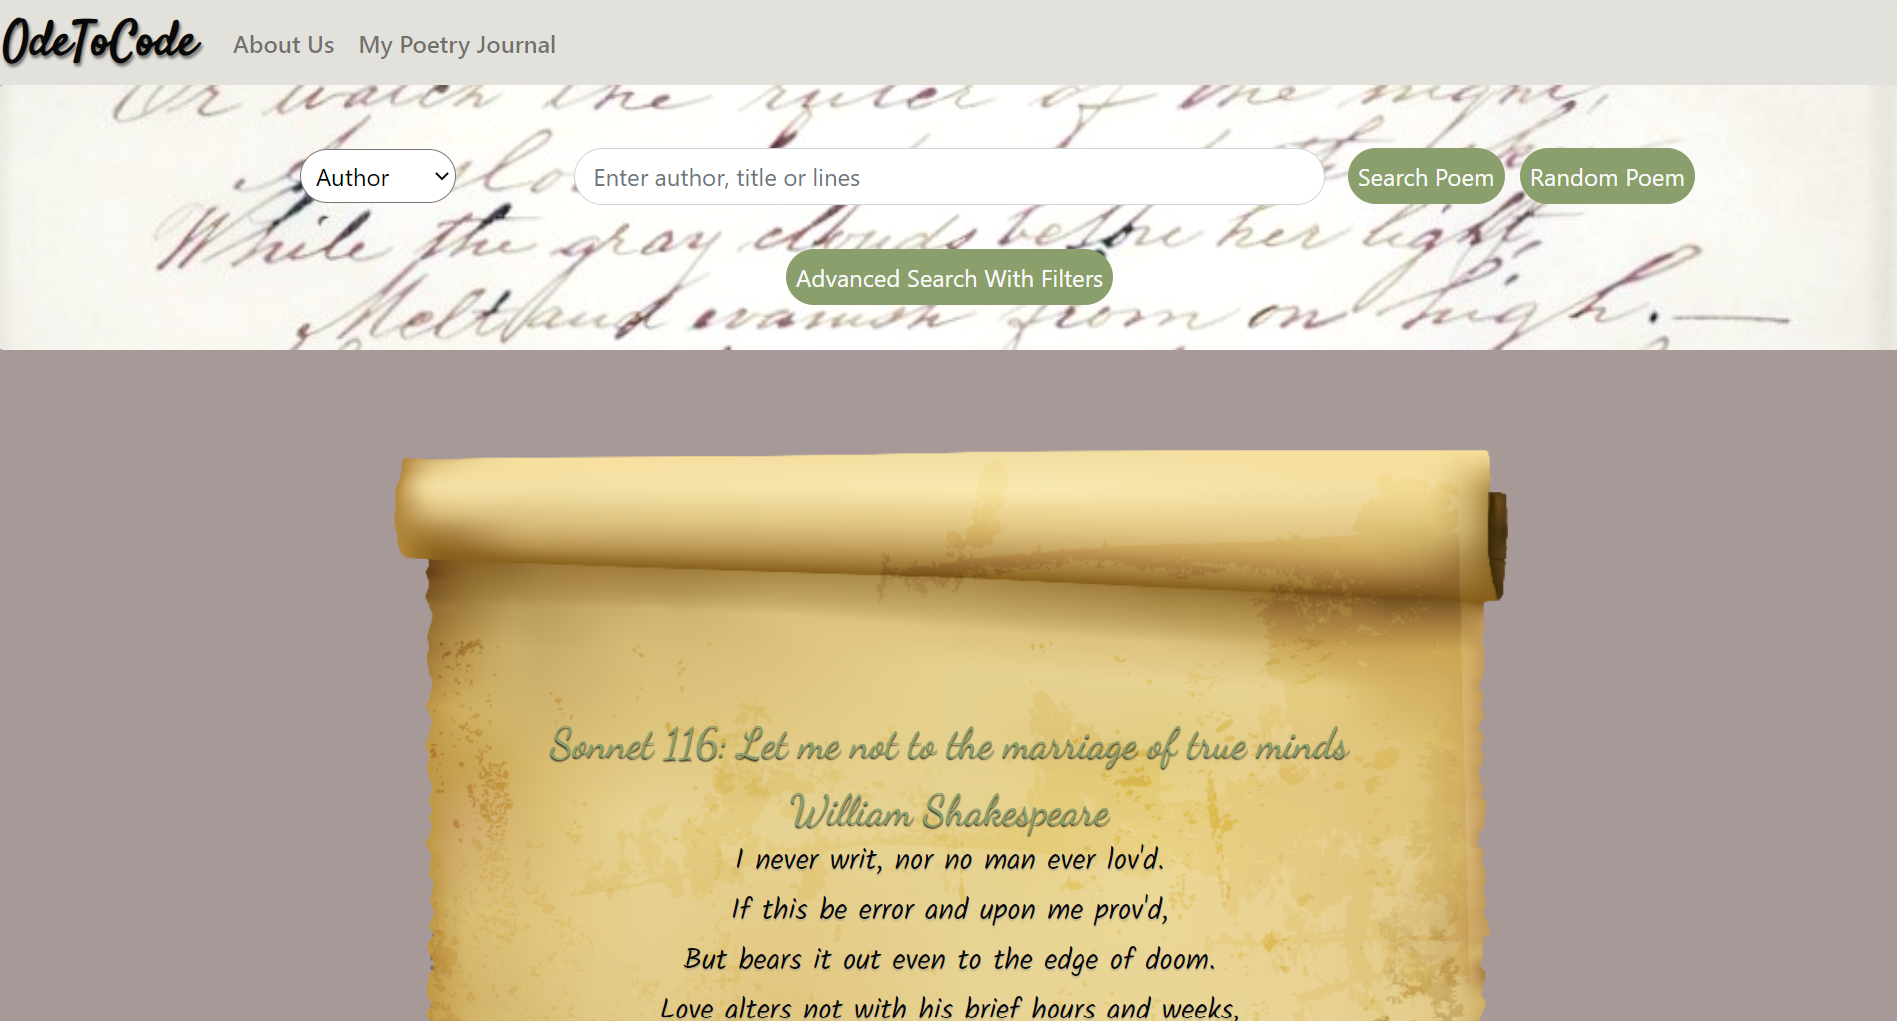 OdeToCode About Us My Poetry Journal
Or watch the ruler of the night,
Author Enter author, title or lines Search Poem Random Poem
While the gray clouds before her light,
Advanced Search With Filters
Melt and vanish from on high.—
Sonnet 116: Let me not to the marriage of true minds
William Shakespeare
I never writ, nor no man ever lov'd.
If this be error and upon me prov'd,
But bears it out even to the edge of doom.
Love alters not with his brief hours and weeks,